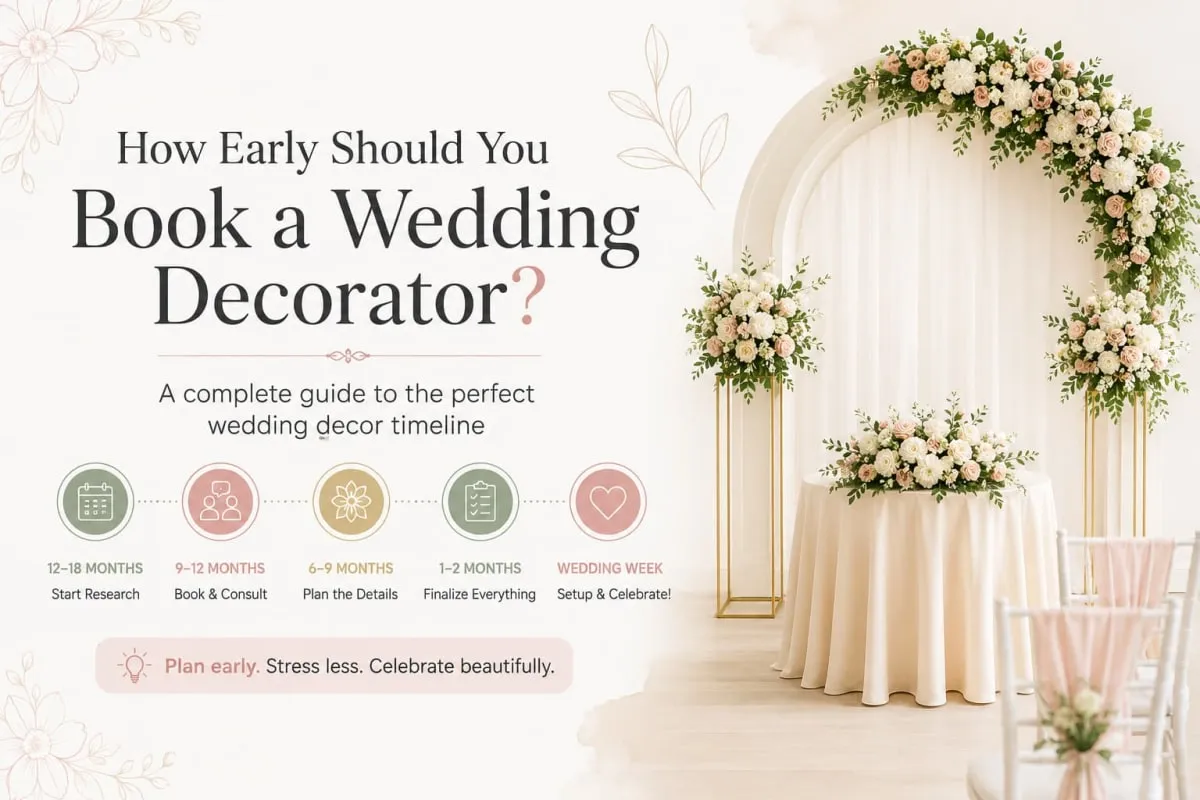 How Early Should You
Book a Wedding
Decorator?
A complete guide to the perfect
wedding decor timeline
12–18 MONTHS
Start Research
9–12 MONTHS
Book & Consult
6–9 MONTHS
Plan the Details
1–2 MONTHS
Finalize Everything
WEDDING WEEK
Setup & Celebrate!
Plan early. Stress less. Celebrate beautifully.